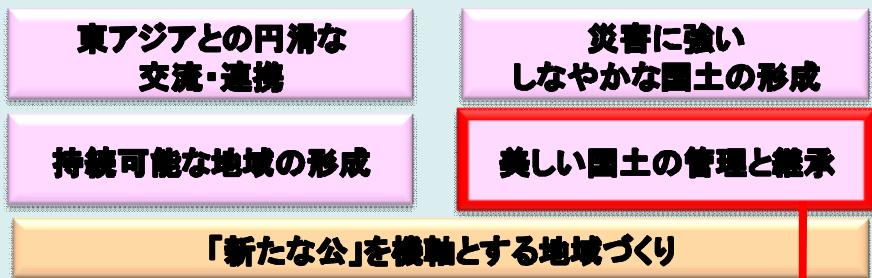 東アジアとの円滑な
交流・連携
災害に強い
しなやかな国土の形成
持続可能な地域の形成
美しい国土の管理と継承
「新たな公」を機軸とする地域づくり